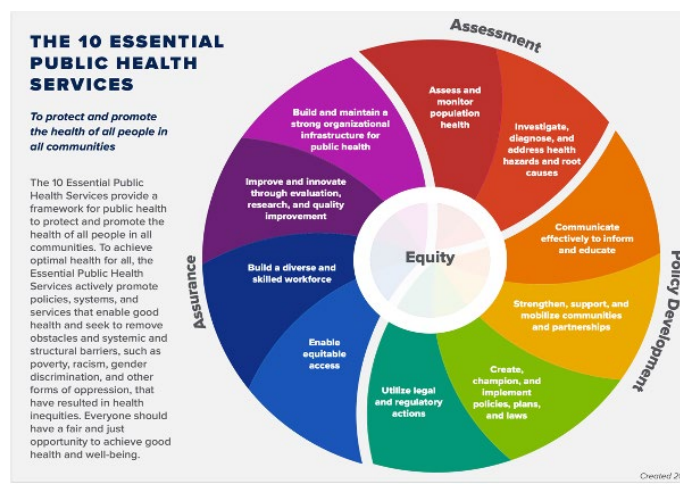 THE 10 ESSENTIAL
PUBLIC HEALTH
SERVICES
To protect and promote
the health of all people in
all communities
The 10 Essential Public
Health Services provide a
framework for public health
to protect and promote the
health of all people in all
communities. To achieve
optimal health for all, the
Essential Public Health
Services actively promote
policies, systems, and
services that enable good
health and seek to remove
obstacles and systemic and
structural barriers, such as
poverty, racism, gender
discrimination, and other
forms of oppression, that
have resulted in health
inequities. Everyone should
have a fair and just
opportunity to achieve good
health and well-being.
Assessment
Assess and
monitor
population
health
Investigate,
diagnose, and
address health
hazards and root
causes
Policy Development
Communicate
effectively to inform
and educate
Strengthen, support, and
mobilize communities
and partnerships
Create,
champion, and
implement
policies, plans,
and laws
Utilize legal
and regulatory
actions
Assurance
Enable
equitable
access
Build a diverse and
skilled workforce
Improve and innovate
through evaluation,
research, and quality
improvement
Build and maintain a
strong organizational
infrastructure for
public health
Equity
Created